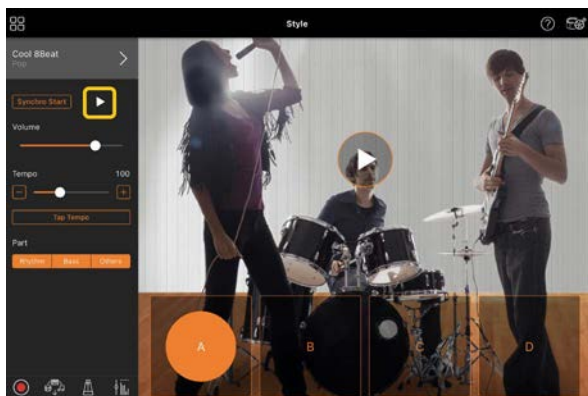 Style
Cool 8Beat
Pop
Synchro Start
Volume
Tempo 100
Tap Tempo
Part
Rhythm Bass Others
A B C D